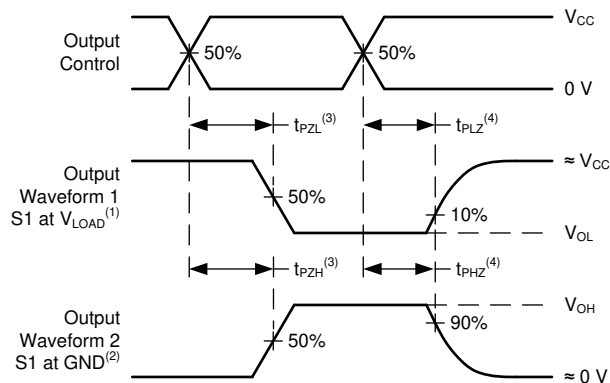 V_CC
Output
Control
50%
50%
0 V
t_PZL^(3)
t_PLZ^(4)
Output
Waveform 1
S1 at V_LOAD^(1)
≈ V_CC
50%
10%
V_OL
t_PZH^(3)
t_PHZ^(4)
Output
Waveform 2
S1 at GND^(2)
V_OH
50%
90%
≈ 0 V